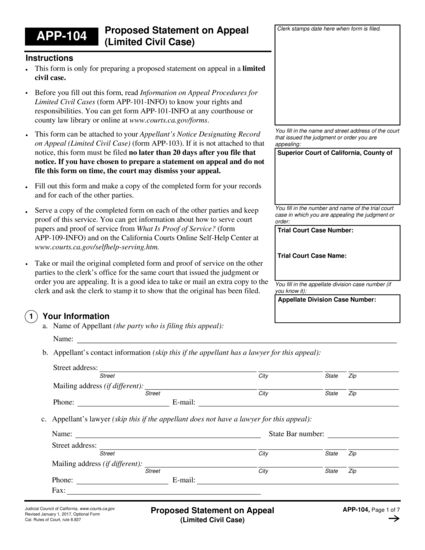 APP-104
Proposed Statement on Appeal
(Limited Civil Case)
Clerk stamps date here when form is filed.
Instructions
• This form is only for preparing a proposed statement on appeal in a limited
civil case.
• Before you fill out this form, read Information on Appeal Procedures for
Limited Civil Cases (form APP-101-INFO) to know your rights and
responsibilities. You can get form APP-101-INFO at any courthouse or
county law library or online at www.courts.ca.gov/forms.
• This form can be attached to your Appellant's Notice Designating Record
on Appeal (Limited Civil Case) (form APP-103). If it is not attached to that
notice, this form must be filed no later than 20 days after you file that
notice. If you have chosen to prepare a statement on appeal and do not
file this form on time, the court may dismiss your appeal.
• Fill out this form and make a copy of the completed form for your records
and for each of the other parties.
• Serve a copy of the completed form on each of the other parties and keep
proof of this service. You can get information about how to serve court
papers and proof of service from What Is Proof of Service? (form
APP-109-INFO) and on the California Courts Online Self-Help Center at
www.courts.ca.gov/selfhelp-serving.htm.
• Take or mail the original completed form and proof of service on the other
parties to the clerk's office for the same court that issued the judgment or
order you are appealing. It is a good idea to take or mail an extra copy to the
clerk and ask the clerk to stamp it to show that the original has been filed.
You fill in the name and street address of the court
that issued the judgment or order you are
appealing:
Superior Court of California, County of
You fill in the number and name of the trial court
case in which you are appealing the judgment or
order:
Trial Court Case Number:
Trial Court Case Name:
You fill in the appellate division case number (if
you know it):
Appellate Division Case Number:
1 Your Information
a. Name of Appellant (the party who is filing this appeal):
Name:
b. Appellant's contact information (skip this if the appellant has a lawyer for this appeal):
Street address:
Street City State Zip
Mailing address (if different):
Street City State Zip
Phone: E-mail:
c. Appellant's lawyer (skip this if the appellant does not have a lawyer for this appeal):
Name: State Bar number:
Street address:
Street City State Zip
Mailing address (if different):
Street City State Zip
Phone: E-mail:
Fax:
Judicial Council of California, www.courts.ca.gov
Revised January 1, 2017, Optional Form
Cal. Rules of Court, rule 8.837
Proposed Statement on Appeal
(Limited Civil Case)
APP-104, Page 1 of 7